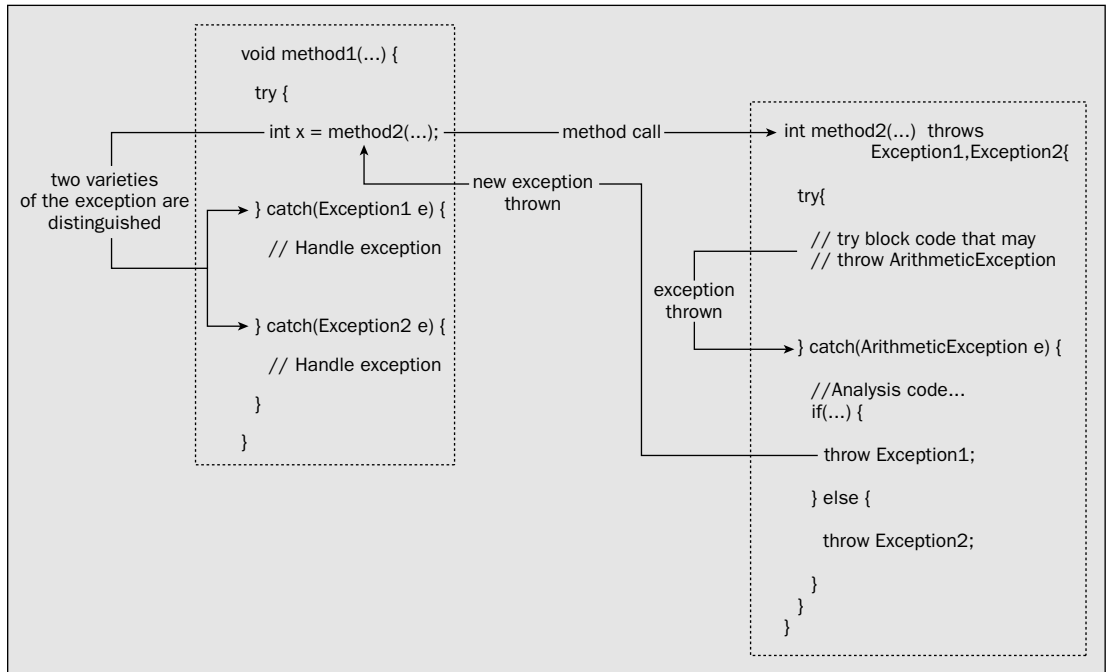 void method1(...) {
try {
int x = method2(...);
method call
two varieties
of the exception are
distinguished
new exception
thrown
} catch(Exception1 e) {
// Handle exception
} catch(Exception2 e) {
// Handle exception
}
}
int method2(...) throws
Exception1,Exception2{
try{
// try block code that may
// throw ArithmeticException
exception
thrown
} catch(ArithmeticException e) {
//Analysis code...
if(...) {
throw Exception1;
} else {
throw Exception2;
}
}
}